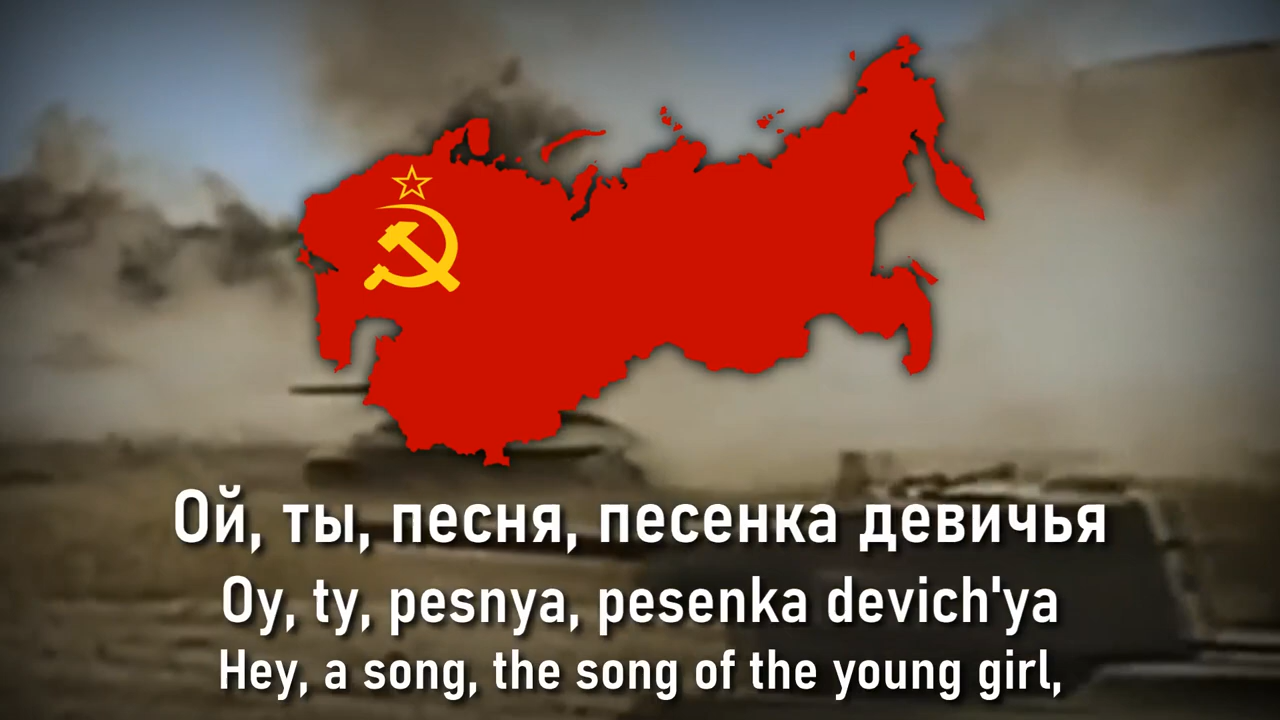 Ой, ты, песня, песенка девичья
Oy, ty, pesnya, pesenka devich'ya
Hey, a song, the song of the young girl,